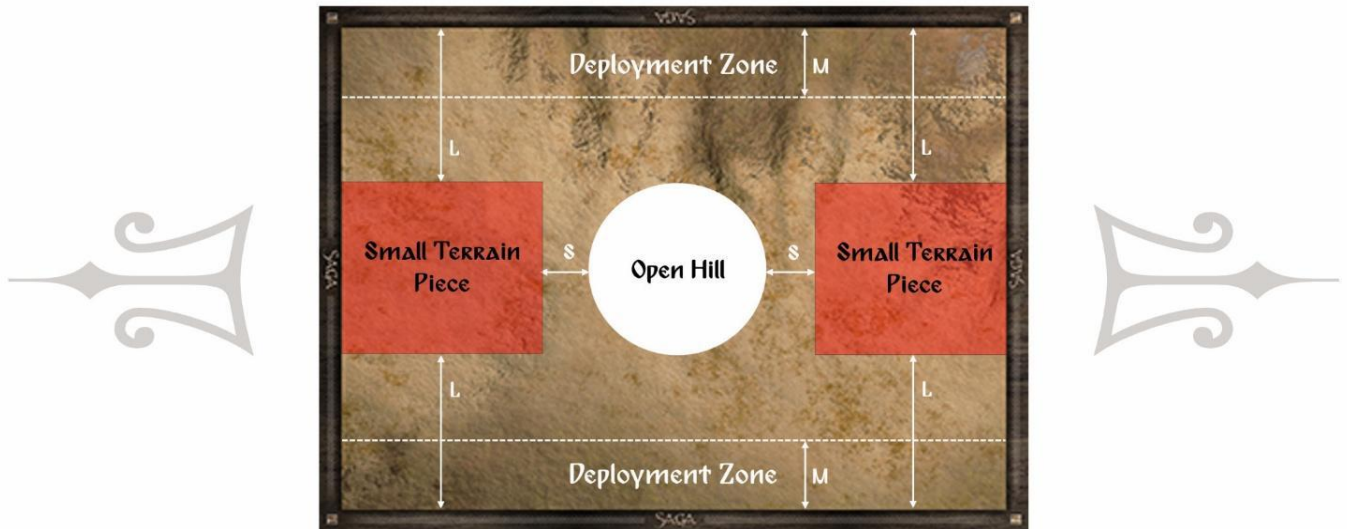 SAGA
Deployment Zone
M
L
L
Small Terrain
Piece
S
Open Hill
S
Small Terrain
Piece
SAGA
SAGA
L
L
Deployment Zone
M
SAGA